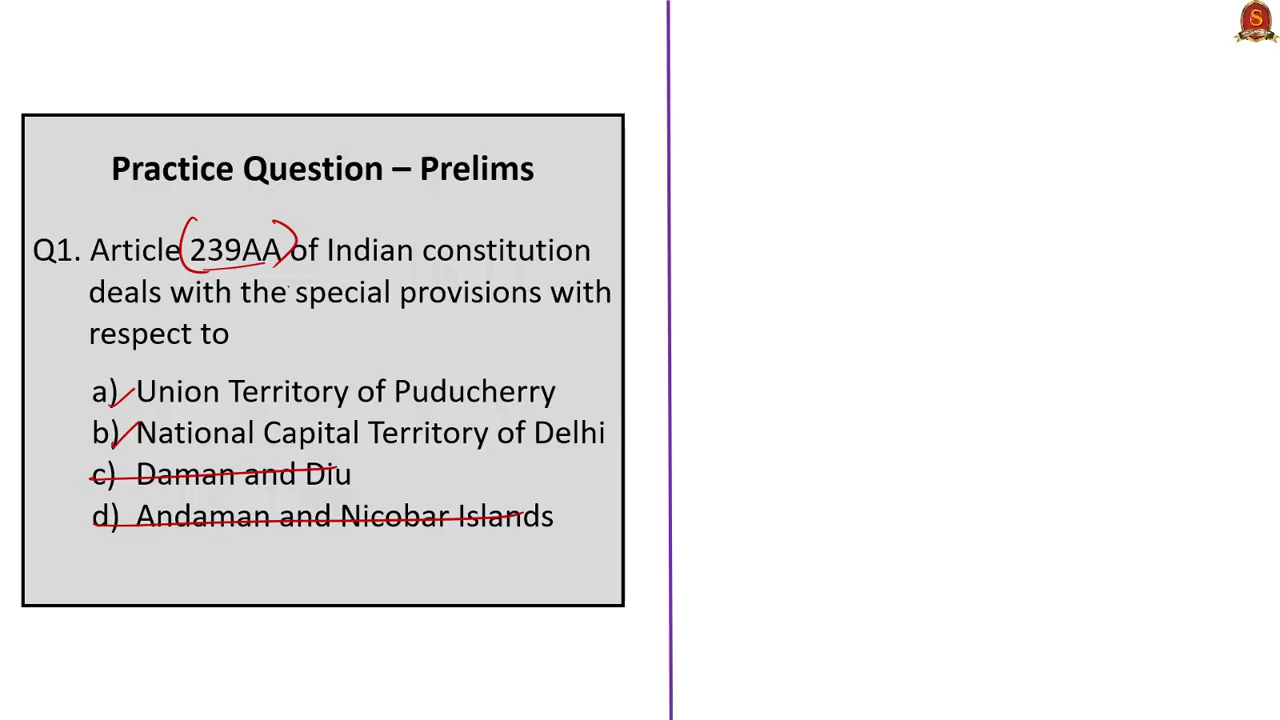 S
Practice Question – Prelims
Q1. Article 239AA of Indian constitution
deals with the special provisions with
respect to
a) Union Territory of Puducherry
b) National Capital Territory of Delhi
c) Daman and Diu
d) Andaman and Nicobar Islands